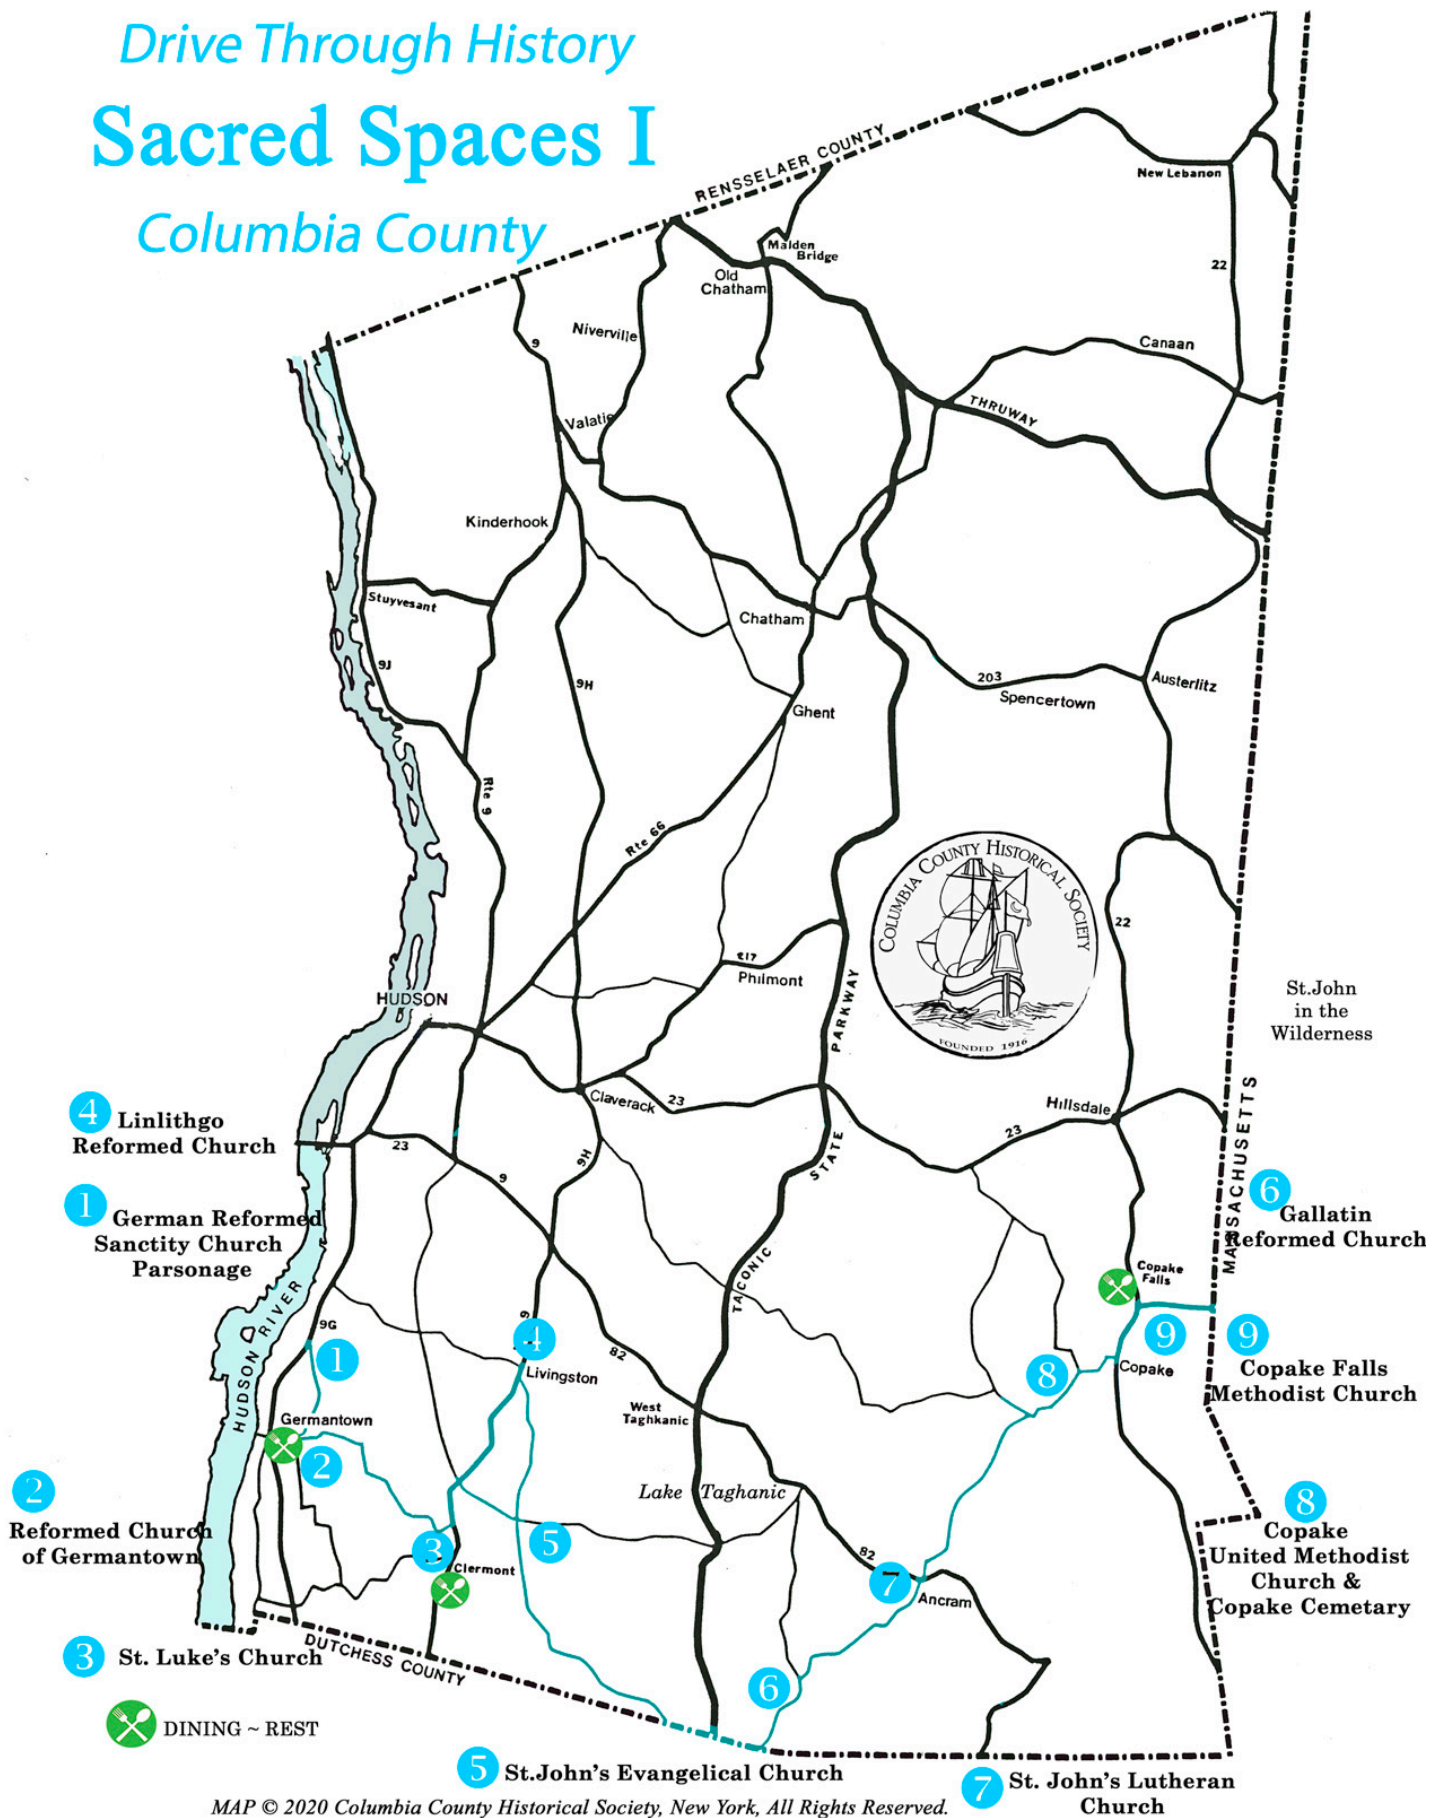 Drive Through History
Sacred Spaces I
Columbia County
RENSSELAER COUNTY
New Lebanon
22
Malden
Bridge
Old
Chatham
Niverville
9
Canaan
THRUWAY
Valatie
Kinderhook
Stuyvesant
Chatham
9J
9H
203
Spencertown
Austerlitz
Ghent
Rte 9
Rte 66
COLUMBIA COUNTY HISTORICAL SOCIETY
FOUNDED 1916
22
217
Philmont
HUDSON
PARKWAY
St.John
in the
Wilderness
Claverack
23
Hillsdale
23
MASSACHUSETTS
4 Linlithgo
Reformed Church
23
9H
STATE
9
1 German Reformed
Sanctity Church
Parsonage
6
Gallatin
Reformed Church
TACONIC
Copake
Falls
HUDSON RIVER
9G
9
4
1
82
Livingston
9
9
Copake Falls
Methodist Church
8
Copake
West
Taghkanic
Germantown
2
Lake Taghanic
2
Reformed Church
of Germantown
8
Copake
United Methodist
Church &
Copake Cemetary
3
Clermont
5
82
7
Ancram
3 St. Luke's Church
DUTCHESS COUNTY
6
DINING ~ REST
5 St.John's Evangelical Church
7 St. John's Lutheran
Church
MAP © 2020 Columbia County Historical Society, New York, All Rights Reserved.